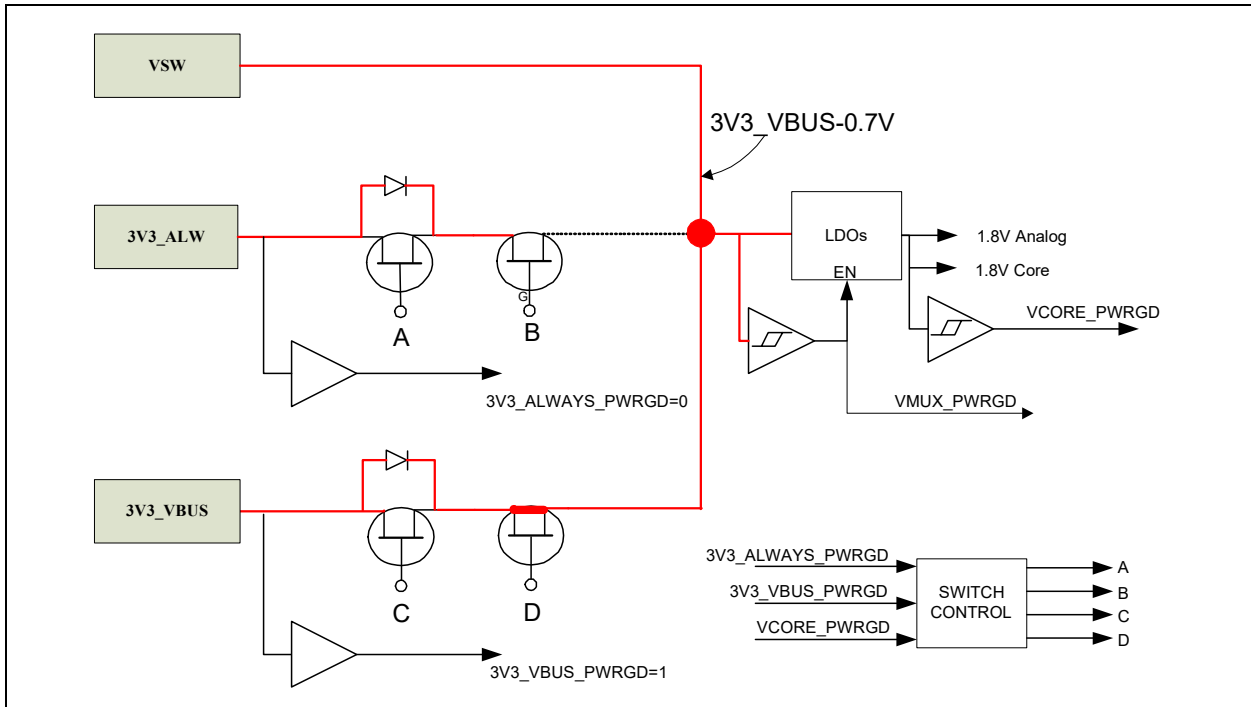 VSW
3V3_VBUS-0.7V
3V3_ALW
LDOs
EN
1.8V Analog
1.8V Core
G
A
B
VCORE_PWRGD
3V3_ALWAYS_PWRGD=0
VMUX_PWRGD
3V3_VBUS
C
D
3V3_VBUS_PWRGD=1
3V3_ALWAYS_PWRGD
3V3_VBUS_PWRGD
VCORE_PWRGD
SWITCH
CONTROL
A
B
C
D